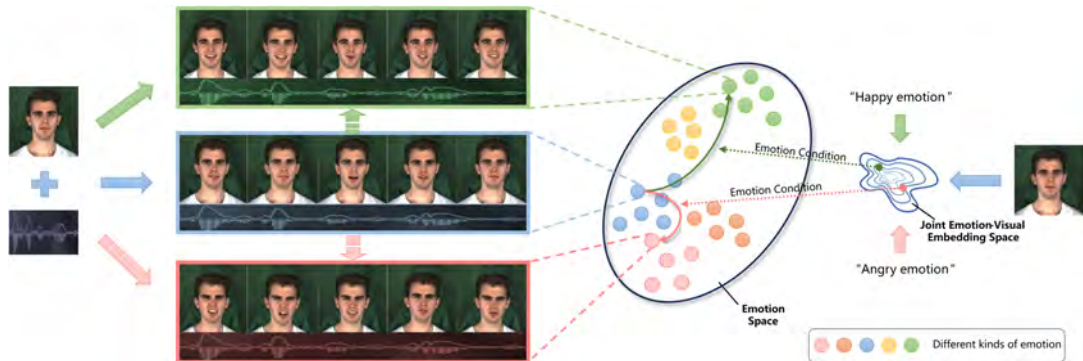 "Happy emotion"
Emotion Condition
Emotion Condition
Joint Emotion-Visual
Embedding Space
"Angry emotion"
Emotion
Space
Different kinds of emotion